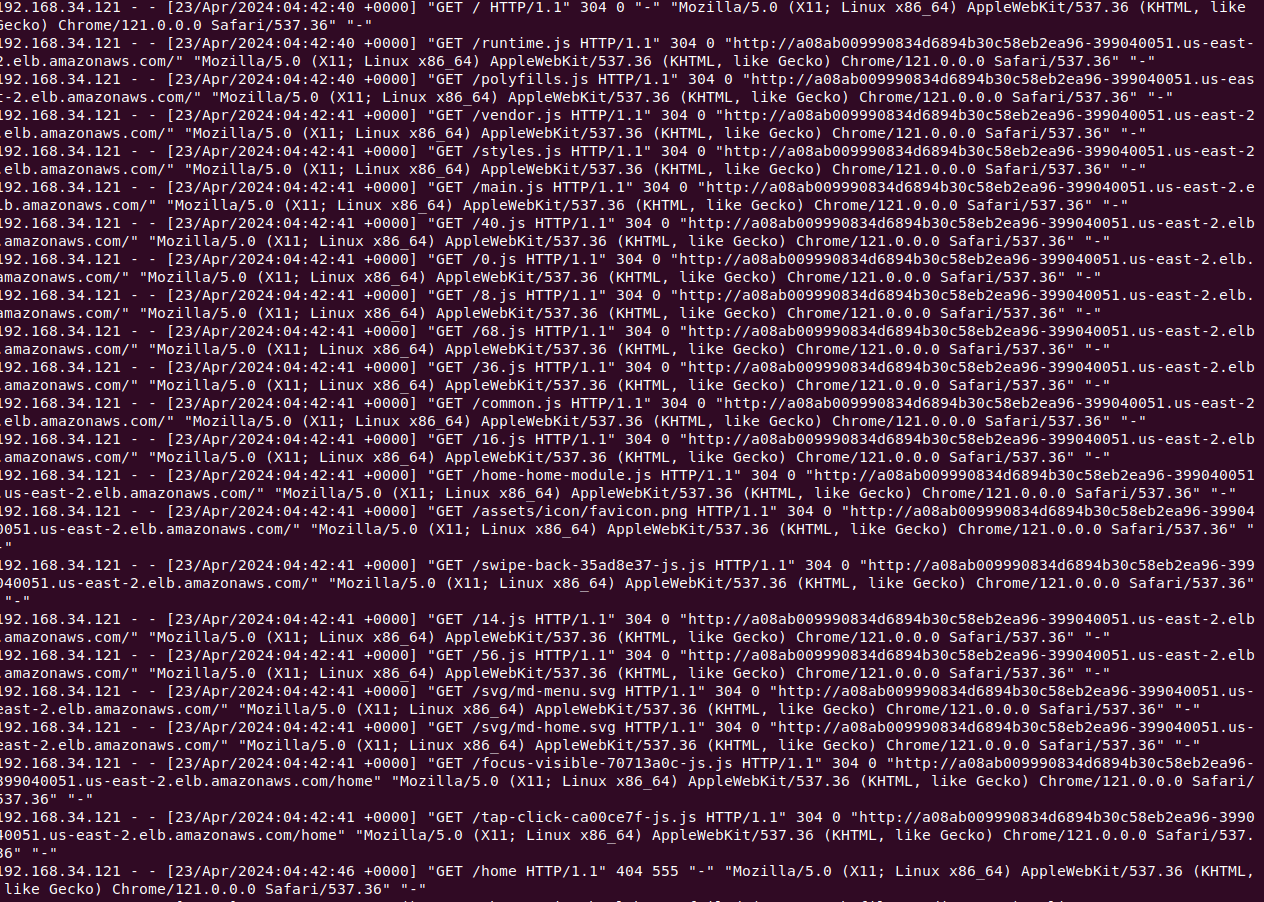 192.168.34.121 - - [23/Apr/2024:04:42:40 +0000] "GET / HTTP/1.1" 304 0 "-" "Mozilla/5.0 (X11; Linux x86_64) AppleWebKit/537.36 (KHTML, like
Gecko) Chrome/121.0.0.0 Safari/537.36" "-"
192.168.34.121 - - [23/Apr/2024:04:42:40 +0000] "GET /runtime.js HTTP/1.1" 304 0 "http://a08ab009990834d6894b30c58eb2ea96-399040051.us-east-
2.elb.amazonaws.com/" "Mozilla/5.0 (X11; Linux x86_64) AppleWebKit/537.36 (KHTML, like Gecko) Chrome/121.0.0.0 Safari/537.36" "-"
192.168.34.121 - - [23/Apr/2024:04:42:40 +0000] "GET /polyfills.js HTTP/1.1" 304 0 "http://a08ab009990834d6894b30c58eb2ea96-399040051.us-eas
t-2.elb.amazonaws.com/" "Mozilla/5.0 (X11; Linux x86_64) AppleWebKit/537.36 (KHTML, like Gecko) Chrome/121.0.0.0 Safari/537.36" "-"
192.168.34.121 - - [23/Apr/2024:04:42:41 +0000] "GET /vendor.js HTTP/1.1" 304 0 "http://a08ab009990834d6894b30c58eb2ea96-399040051.us-east-2
.elb.amazonaws.com/" "Mozilla/5.0 (X11; Linux x86_64) AppleWebKit/537.36 (KHTML, like Gecko) Chrome/121.0.0.0 Safari/537.36" "-"
192.168.34.121 - - [23/Apr/2024:04:42:41 +0000] "GET /styles.js HTTP/1.1" 304 0 "http://a08ab009990834d6894b30c58eb2ea96-399040051.us-east-2
.elb.amazonaws.com/" "Mozilla/5.0 (X11; Linux x86_64) AppleWebKit/537.36 (KHTML, like Gecko) Chrome/121.0.0.0 Safari/537.36" "-"
192.168.34.121 - - [23/Apr/2024:04:42:41 +0000] "GET /main.js HTTP/1.1" 304 0 "http://a08ab009990834d6894b30c58eb2ea96-399040051.us-east-2.e
lb.amazonaws.com/" "Mozilla/5.0 (X11; Linux x86_64) AppleWebKit/537.36 (KHTML, like Gecko) Chrome/121.0.0.0 Safari/537.36" "-"
192.168.34.121 - - [23/Apr/2024:04:42:41 +0000] "GET /40.js HTTP/1.1" 304 0 "http://a08ab009990834d6894b30c58eb2ea96-399040051.us-east-2.elb
.amazonaws.com/" "Mozilla/5.0 (X11; Linux x86_64) AppleWebKit/537.36 (KHTML, like Gecko) Chrome/121.0.0.0 Safari/537.36" "-"
192.168.34.121 - - [23/Apr/2024:04:42:41 +0000] "GET /0.js HTTP/1.1" 304 0 "http://a08ab009990834d6894b30c58eb2ea96-399040051.us-east-2.elb.
amazonaws.com/" "Mozilla/5.0 (X11; Linux x86_64) AppleWebKit/537.36 (KHTML, like Gecko) Chrome/121.0.0.0 Safari/537.36" "-"
192.168.34.121 - - [23/Apr/2024:04:42:41 +0000] "GET /8.js HTTP/1.1" 304 0 "http://a08ab009990834d6894b30c58eb2ea96-399040051.us-east-2.elb.
amazonaws.com/" "Mozilla/5.0 (X11; Linux x86_64) AppleWebKit/537.36 (KHTML, like Gecko) Chrome/121.0.0.0 Safari/537.36" "-"
192.168.34.121 - - [23/Apr/2024:04:42:41 +0000] "GET /68.js HTTP/1.1" 304 0 "http://a08ab009990834d6894b30c58eb2ea96-399040051.us-east-2.elb
.amazonaws.com/" "Mozilla/5.0 (X11; Linux x86_64) AppleWebKit/537.36 (KHTML, like Gecko) Chrome/121.0.0.0 Safari/537.36" "-"
192.168.34.121 - - [23/Apr/2024:04:42:41 +0000] "GET /36.js HTTP/1.1" 304 0 "http://a08ab009990834d6894b30c58eb2ea96-399040051.us-east-2.elb
.amazonaws.com/" "Mozilla/5.0 (X11; Linux x86_64) AppleWebKit/537.36 (KHTML, like Gecko) Chrome/121.0.0.0 Safari/537.36" "-"
192.168.34.121 - - [23/Apr/2024:04:42:41 +0000] "GET /common.js HTTP/1.1" 304 0 "http://a08ab009990834d6894b30c58eb2ea96-399040051.us-east-2
.elb.amazonaws.com/" "Mozilla/5.0 (X11; Linux x86_64) AppleWebKit/537.36 (KHTML, like Gecko) Chrome/121.0.0.0 Safari/537.36" "-"
192.168.34.121 - - [23/Apr/2024:04:42:41 +0000] "GET /16.js HTTP/1.1" 304 0 "http://a08ab009990834d6894b30c58eb2ea96-399040051.us-east-2.elb
.amazonaws.com/" "Mozilla/5.0 (X11; Linux x86_64) AppleWebKit/537.36 (KHTML, like Gecko) Chrome/121.0.0.0 Safari/537.36" "-"
192.168.34.121 - - [23/Apr/2024:04:42:41 +0000] "GET /home-home-module.js HTTP/1.1" 304 0 "http://a08ab009990834d6894b30c58eb2ea96-399040051
.us-east-2.elb.amazonaws.com/" "Mozilla/5.0 (X11; Linux x86_64) AppleWebKit/537.36 (KHTML, like Gecko) Chrome/121.0.0.0 Safari/537.36" "-"
192.168.34.121 - - [23/Apr/2024:04:42:41 +0000] "GET /assets/icon/favicon.png HTTP/1.1" 304 0 "http://a08ab009990834d6894b30c58eb2ea96-39904
0051.us-east-2.elb.amazonaws.com/" "Mozilla/5.0 (X11; Linux x86_64) AppleWebKit/537.36 (KHTML, like Gecko) Chrome/121.0.0.0 Safari/537.36" "
-"
192.168.34.121 - - [23/Apr/2024:04:42:41 +0000] "GET /swipe-back-35ad8e37-js.js HTTP/1.1" 304 0 "http://a08ab009990834d6894b30c58eb2ea96-399
040051.us-east-2.elb.amazonaws.com/" "Mozilla/5.0 (X11; Linux x86_64) AppleWebKit/537.36 (KHTML, like Gecko) Chrome/121.0.0.0 Safari/537.36"
"-"
192.168.34.121 - - [23/Apr/2024:04:42:41 +0000] "GET /14.js HTTP/1.1" 304 0 "http://a08ab009990834d6894b30c58eb2ea96-399040051.us-east-2.elb
.amazonaws.com/" "Mozilla/5.0 (X11; Linux x86_64) AppleWebKit/537.36 (KHTML, like Gecko) Chrome/121.0.0.0 Safari/537.36" "-"
192.168.34.121 - - [23/Apr/2024:04:42:41 +0000] "GET /56.js HTTP/1.1" 304 0 "http://a08ab009990834d6894b30c58eb2ea96-399040051.us-east-2.elb
.amazonaws.com/" "Mozilla/5.0 (X11; Linux x86_64) AppleWebKit/537.36 (KHTML, like Gecko) Chrome/121.0.0.0 Safari/537.36" "-"
192.168.34.121 - - [23/Apr/2024:04:42:41 +0000] "GET /svg/md-menu.svg HTTP/1.1" 304 0 "http://a08ab009990834d6894b30c58eb2ea96-399040051.us-
east-2.elb.amazonaws.com/" "Mozilla/5.0 (X11; Linux x86_64) AppleWebKit/537.36 (KHTML, like Gecko) Chrome/121.0.0.0 Safari/537.36" "-"
192.168.34.121 - - [23/Apr/2024:04:42:41 +0000] "GET /svg/md-home.svg HTTP/1.1" 304 0 "http://a08ab009990834d6894b30c58eb2ea96-399040051.us-
east-2.elb.amazonaws.com/" "Mozilla/5.0 (X11; Linux x86_64) AppleWebKit/537.36 (KHTML, like Gecko) Chrome/121.0.0.0 Safari/537.36" "-"
192.168.34.121 - - [23/Apr/2024:04:42:41 +0000] "GET /focus-visible-70713a0c-js.js HTTP/1.1" 304 0 "http://a08ab009990834d6894b30c58eb2ea96-
399040051.us-east-2.elb.amazonaws.com/home" "Mozilla/5.0 (X11; Linux x86_64) AppleWebKit/537.36 (KHTML, like Gecko) Chrome/121.0.0.0 Safari/
537.36" "-"
192.168.34.121 - - [23/Apr/2024:04:42:41 +0000] "GET /tap-click-ca00ce7f-js.js HTTP/1.1" 304 0 "http://a08ab009990834d6894b30c58eb2ea96-3990
40051.us-east-2.elb.amazonaws.com/home" "Mozilla/5.0 (X11; Linux x86_64) AppleWebKit/537.36 (KHTML, like Gecko) Chrome/121.0.0.0 Safari/537.
36" "-"
192.168.34.121 - - [23/Apr/2024:04:42:46 +0000] "GET /home HTTP/1.1" 404 555 "-" "Mozilla/5.0 (X11; Linux x86_64) AppleWebKit/537.36 (KHTML,
like Gecko) Chrome/121.0.0.0 Safari/537.36" "-"